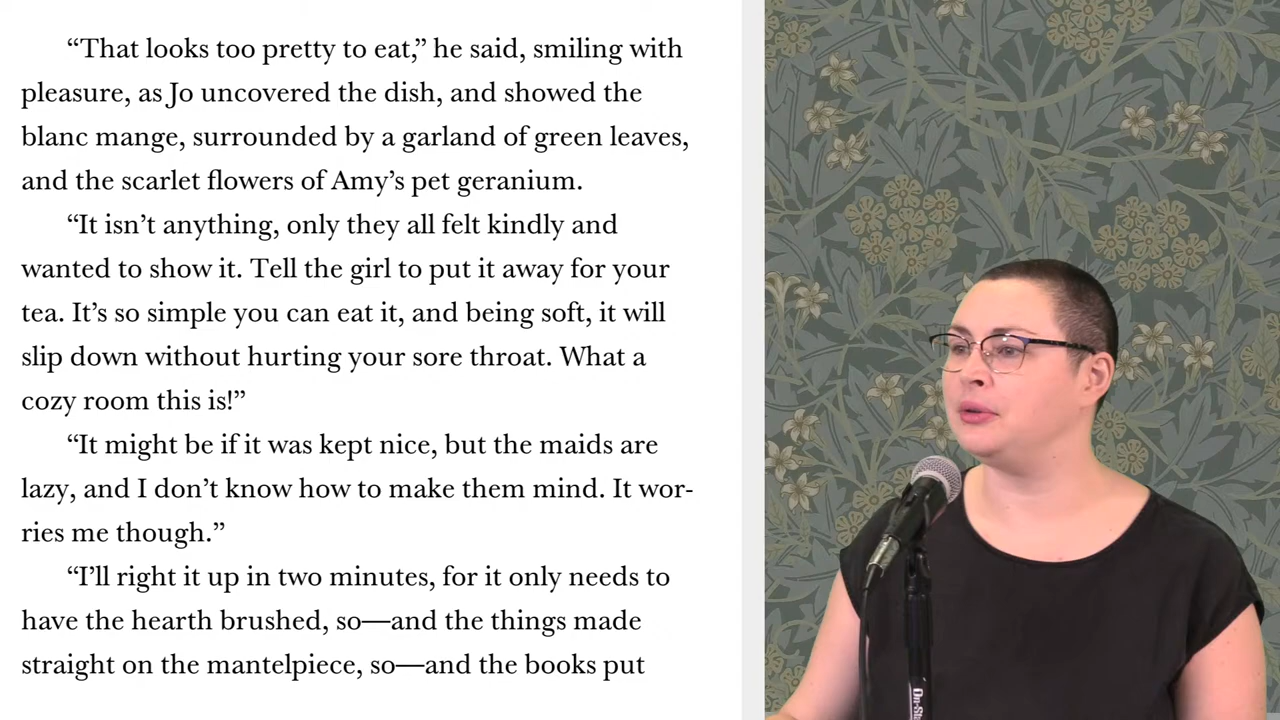 “That looks too pretty to eat,” he said, smiling with
pleasure, as Jo uncovered the dish, and showed the
blanc mange, surrounded by a garland of green leaves,
and the scarlet flowers of Amy’s pet geranium.
“It isn’t anything, only they all felt kindly and
wanted to show it. Tell the girl to put it away for your
tea. It’s so simple you can eat it, and being soft, it will
slip down without hurting your sore throat. What a
cozy room this is!”
“It might be if it was kept nice, but the maids are
lazy, and I don’t know how to make them mind. It wor-
ries me though.”
“I’ll right it up in two minutes, for it only needs to
have the hearth brushed, so—and the things made
straight on the mantelpiece, so—and the books put